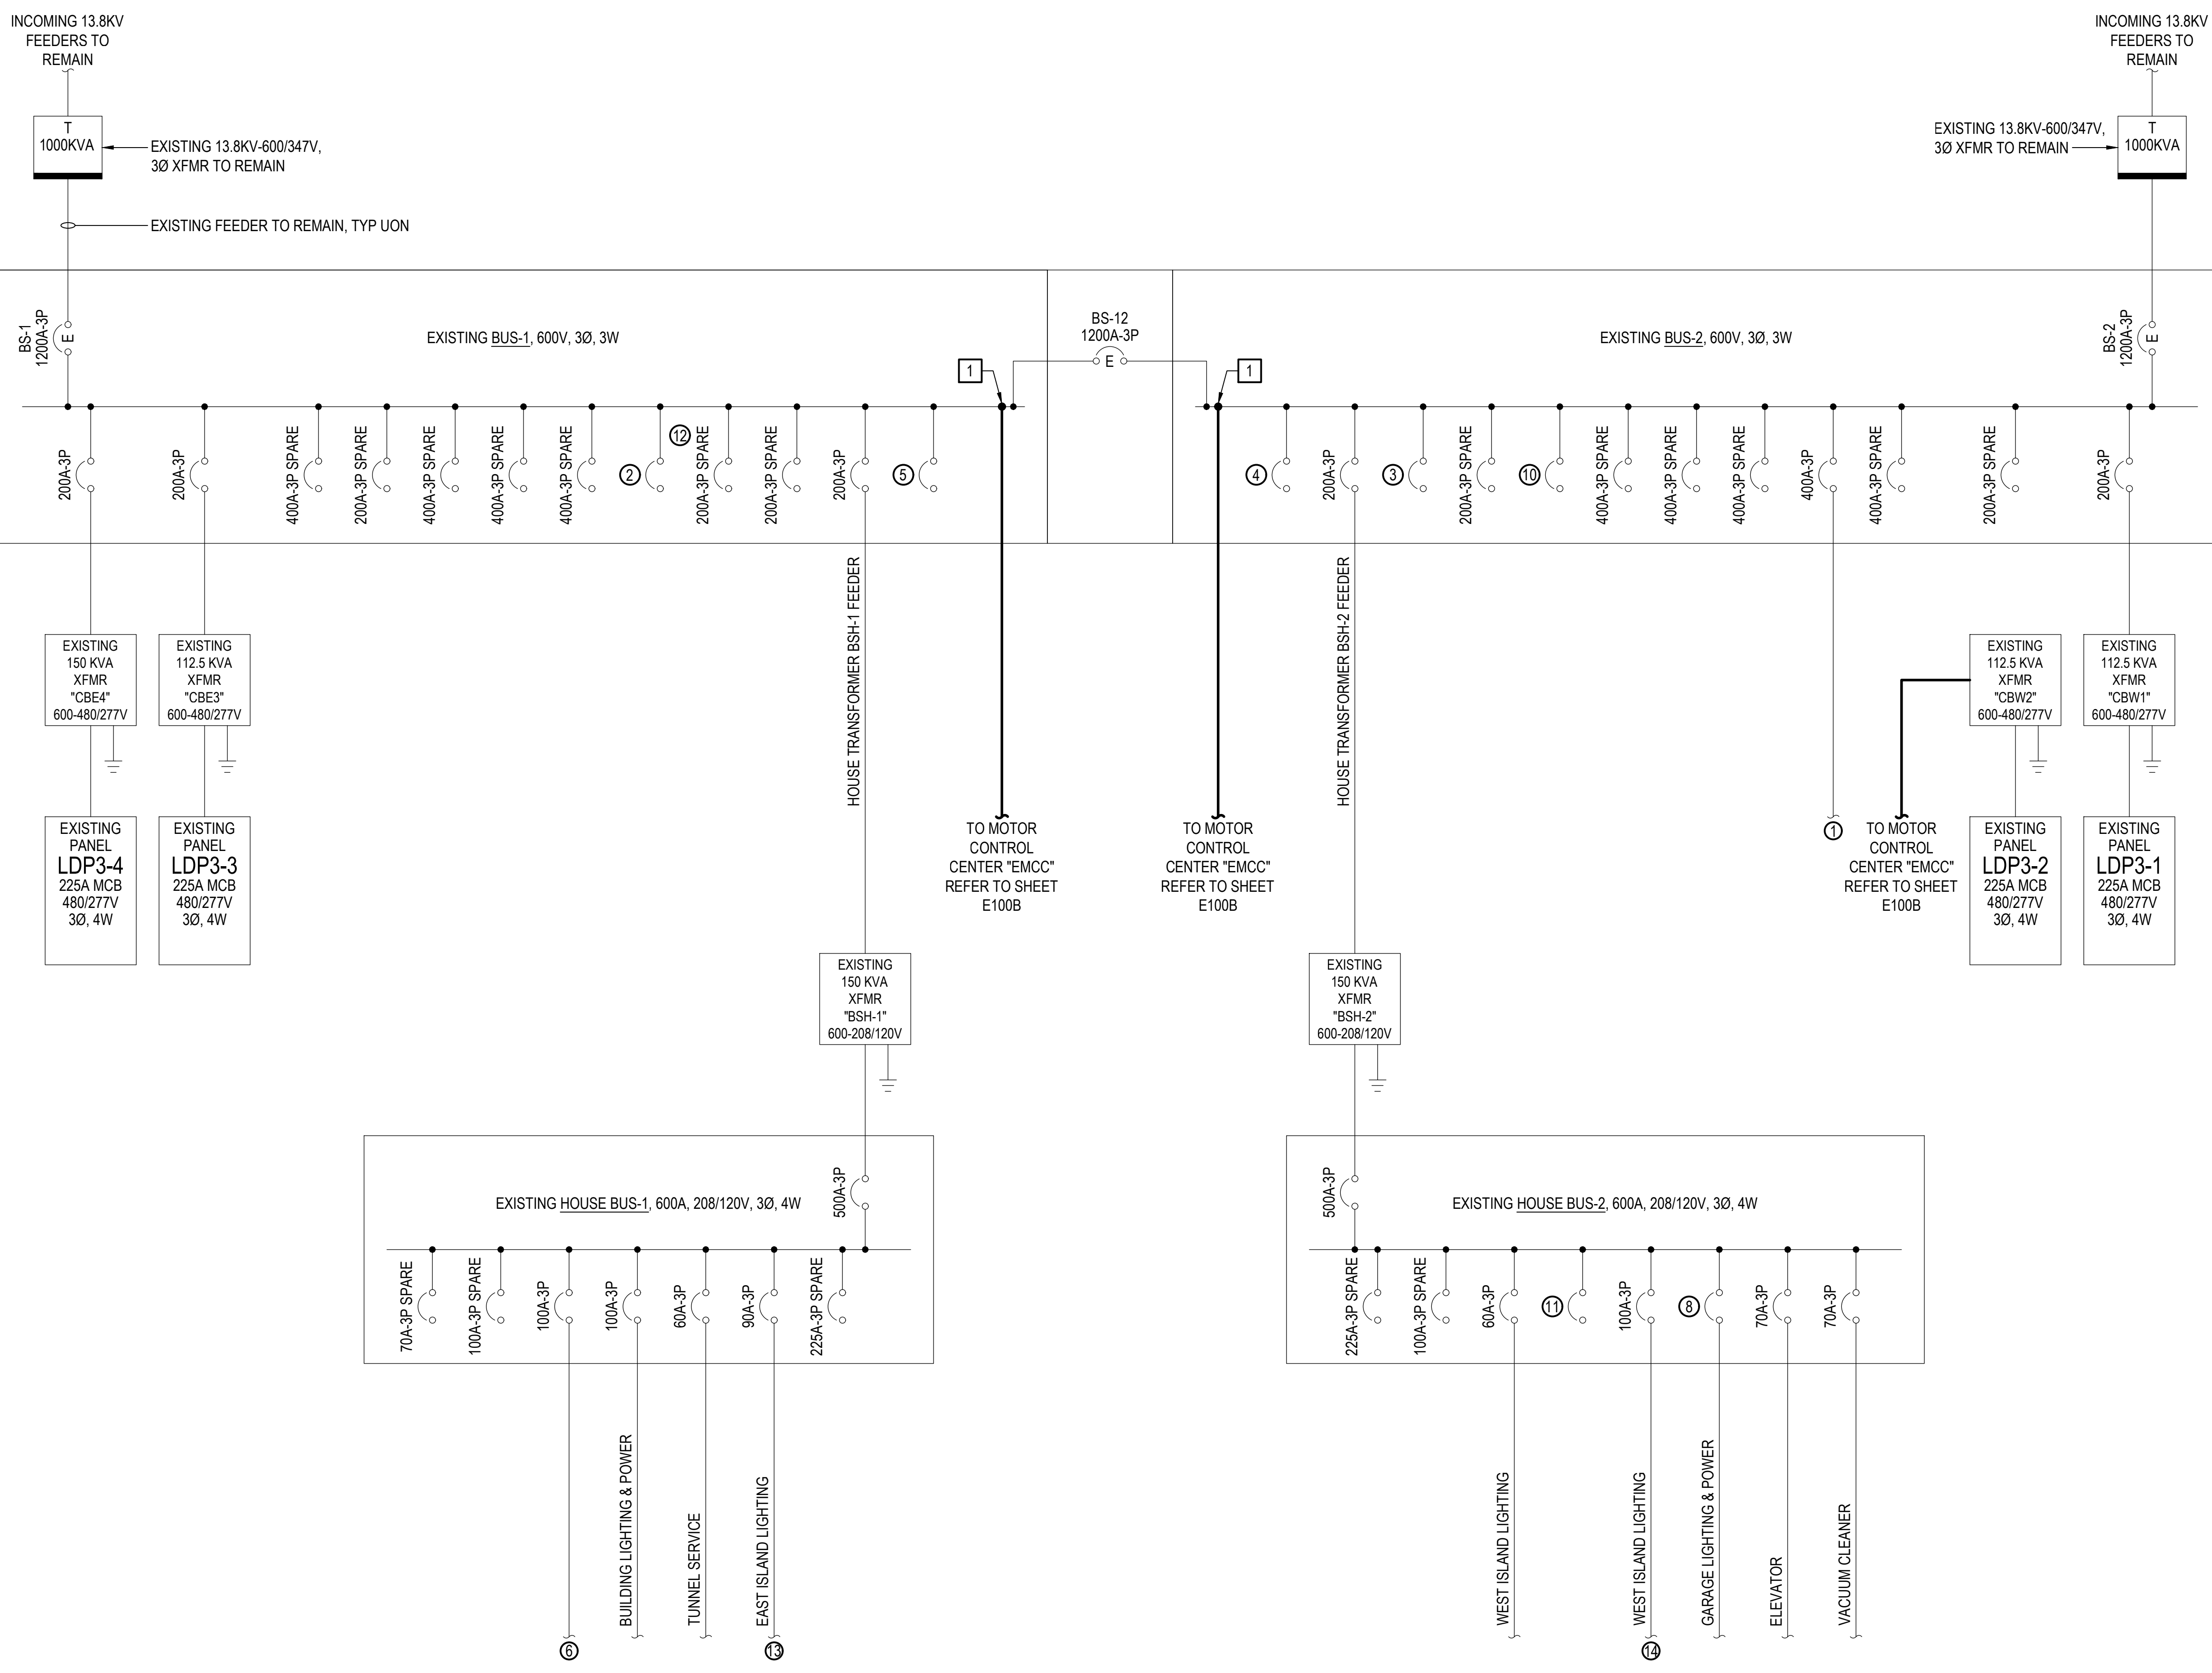 INCOMING 13.8KV
FEEDERS TO
REMAIN
INCOMING 13.8KV
FEEDERS TO
REMAIN
T
1000KVA
EXISTING 13.8KV-600/347V,
3Ø XFMR TO REMAIN
EXISTING 13.8KV-600/347V,
3Ø XFMR TO REMAIN
T
1000KVA
EXISTING FEEDER TO REMAIN, TYP UON
BS-1
1200A-3P
E
EXISTING BUS-1, 600V, 3Ø, 3W
BS-12
1200A-3P
E
EXISTING BUS-2, 600V, 3Ø, 3W
BS-2
1200A-3P
E
1
1
200A-3P
200A-3P
400A-3P SPARE
200A-3P SPARE
400A-3P SPARE
400A-3P SPARE
400A-3P SPARE
2
12
200A-3P SPARE
200A-3P SPARE
200A-3P
5
4
200A-3P
3
200A-3P SPARE
10
400A-3P SPARE
400A-3P SPARE
400A-3P SPARE
400A-3P
400A-3P SPARE
200A-3P SPARE
200A-3P
HOUSE TRANSFORMER BSH-1 FEEDER
HOUSE TRANSFORMER BSH-2 FEEDER
EXISTING
150 KVA
XFMR
"CBE4"
600-480/277V
EXISTING
112.5 KVA
XFMR
"CBE3"
600-480/277V
EXISTING
112.5 KVA
XFMR
"CBW2"
600-480/277V
EXISTING
112.5 KVA
XFMR
"CBW1"
600-480/277V
EXISTING
PANEL
LDP3-4
225A MCB
480/277V
3Ø, 4W
EXISTING
PANEL
LDP3-3
225A MCB
480/277V
3Ø, 4W
TO MOTOR
CONTROL
CENTER "EMCC"
REFER TO SHEET
E100B
TO MOTOR
CONTROL
CENTER "EMCC"
REFER TO SHEET
E100B
1
TO MOTOR
CONTROL
CENTER "EMCC"
REFER TO SHEET
E100B
EXISTING
PANEL
LDP3-2
225A MCB
480/277V
3Ø, 4W
EXISTING
PANEL
LDP3-1
225A MCB
480/277V
3Ø, 4W
EXISTING
150 KVA
XFMR
"BSH-1"
600-208/120V
EXISTING
150 KVA
XFMR
"BSH-2"
600-208/120V
EXISTING HOUSE BUS-1, 600A, 208/120V, 3Ø, 4W
500A-3P
500A-3P
EXISTING HOUSE BUS-2, 600A, 208/120V, 3Ø, 4W
70A-3P SPARE
100A-3P SPARE
100A-3P
100A-3P
60A-3P
90A-3P
225A-3P SPARE
225A-3P SPARE
100A-3P SPARE
60A-3P
11
100A-3P
8
70A-3P
70A-3P
BUILDING LIGHTING & POWER
TUNNEL SERVICE
EAST ISLAND LIGHTING
WEST ISLAND LIGHTING
WEST ISLAND LIGHTING
GARAGE LIGHTING & POWER
ELEVATOR
VACUUM CLEANER
6
13
14